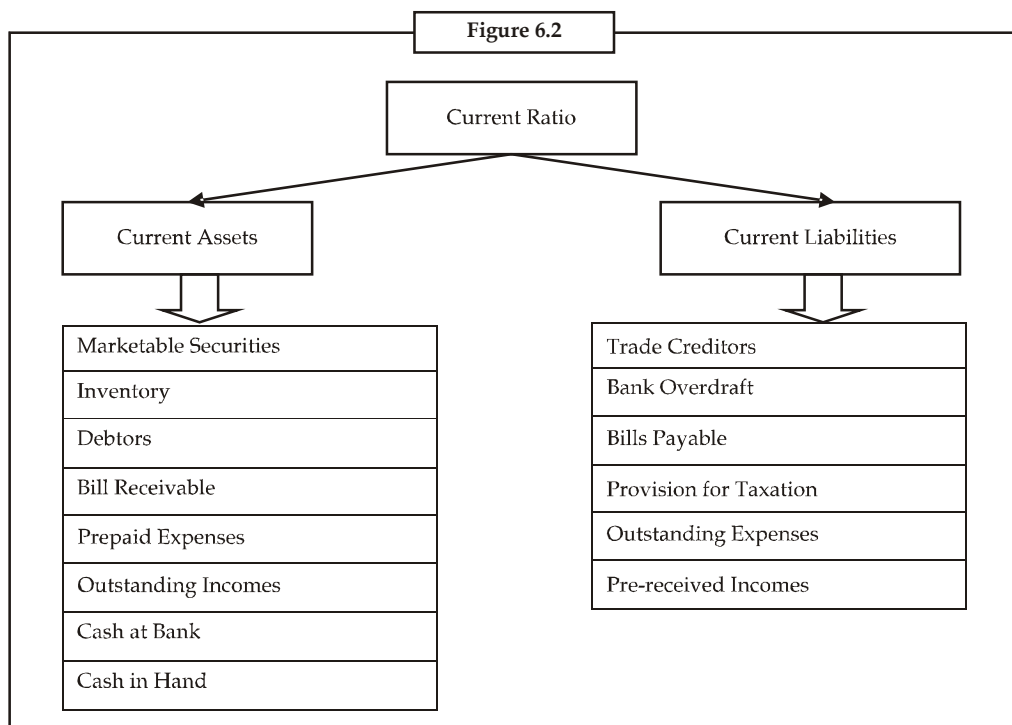 Figure 6.2
Current Ratio
Current Assets
Current Liabilities
Marketable Securities
Inventory
Debtors
Bill Receivable
Prepaid Expenses
Outstanding Incomes
Cash at Bank
Cash in Hand
Trade Creditors
Bank Overdraft
Bills Payable
Provision for Taxation
Outstanding Expenses
Pre-received Incomes